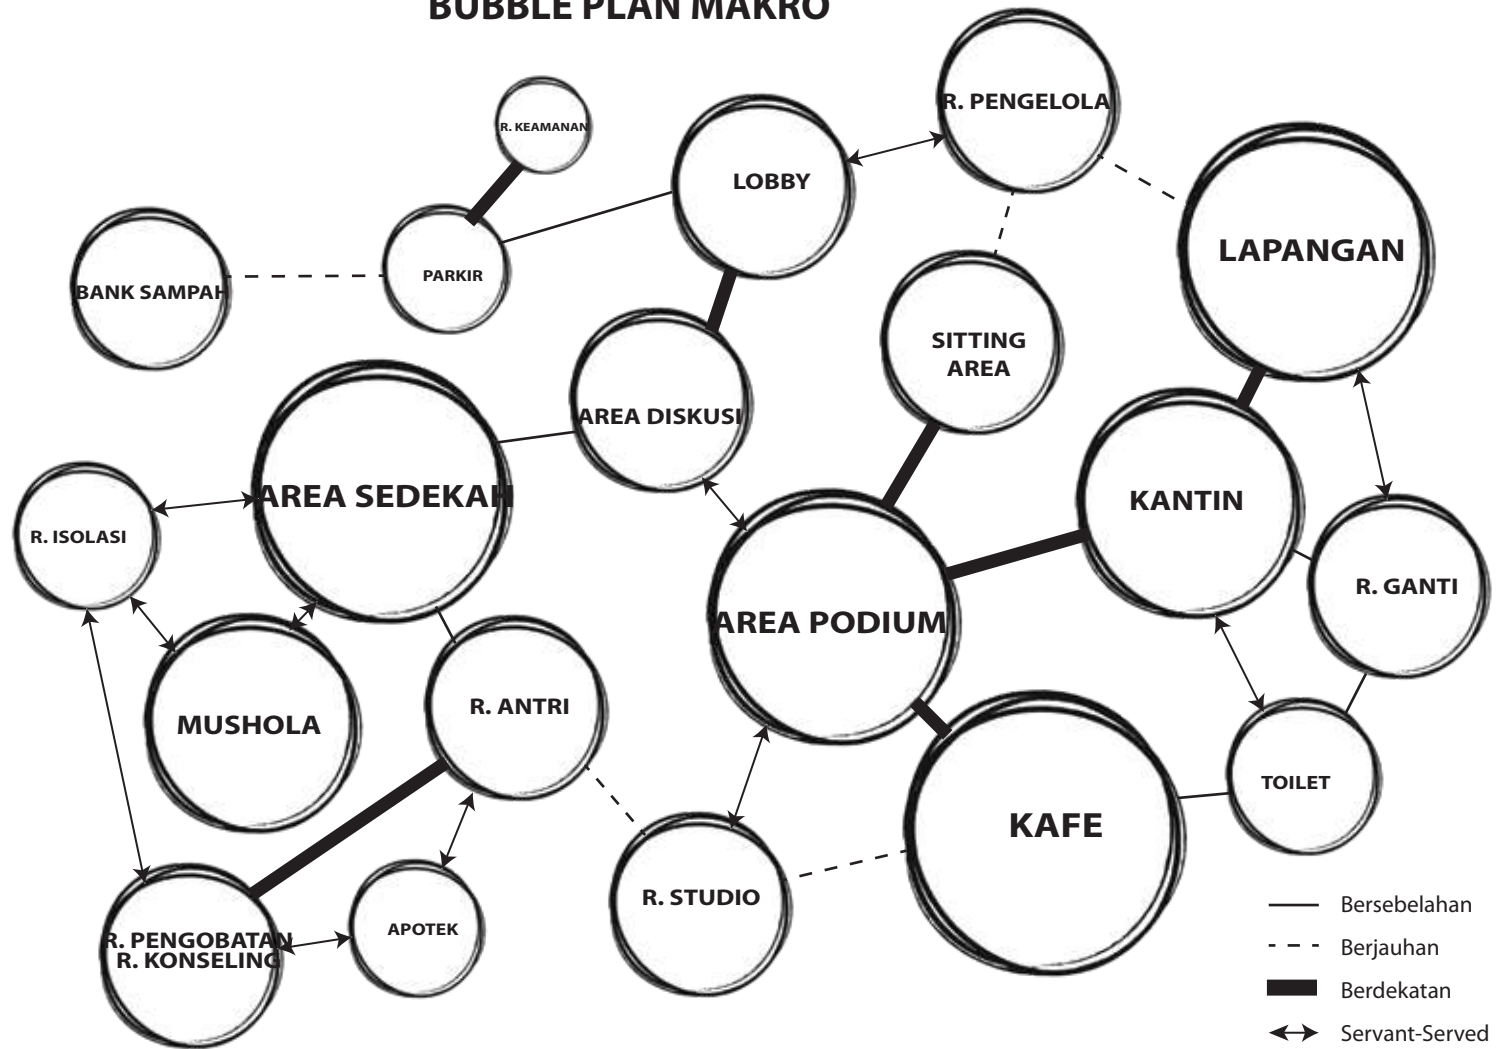 BUBBLE PLAN MAKRO
R. PENGELOLA
R. KEAMANAN
LOBBY
LAPANGAN
BANK SAMPAH
PARKIR
SITTING
AREA
AREA DISKUSI
AREA SEDEKAH
KANTIN
R. ISOLASI
R. GANTI
AREA PODIUM
MUSHOLA
R. ANTRI
TOILET
KAFE
R. STUDIO
APOTEK
R. PENGOBATAN
R. KONSELING
Bersebelahan
Berjauhan
Berdekatan
Servant-Served